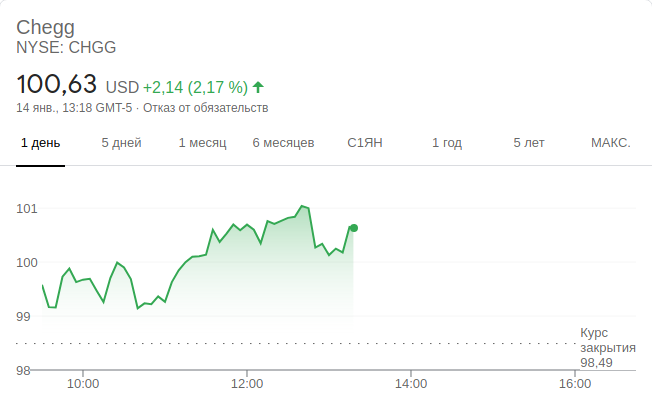 Chegg
NYSE: CHGG
100,63 USD +2,14 (2,17 %)
14 янв., 13:18 GMT-5 · Отказ от обязательств
1 день 5 дней 1 месяц 6 месяцев С1ЯН 1 год 5 лет МАКС.
101
100
99
Курс
закрытия
98,49
98
10:00 12:00 14:00 16:00